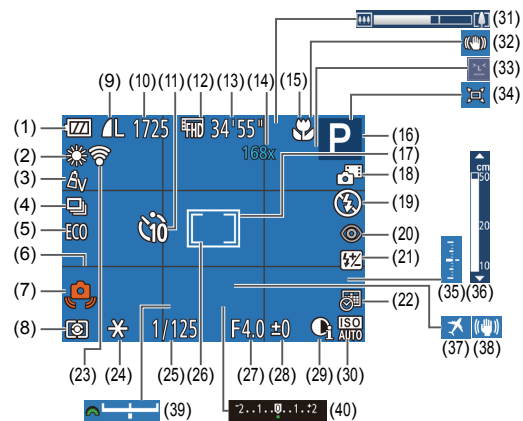 (31)
(32)
(33)
(34)
(9) (10) (11) (12) (13) (14) (15)
(1) L 1725 FHD 34'55" P (16)
168x (17)
(2) (18)
(3) AV cm
50
(4) (19)
(5) ECO 10 (20) 20
(6) (21)
(7) (22) 10
(35) (36)
(8) 1/125 F4.0 ±0 i ISO
AUTO
(37) (38)
(23) (24) (25) (26) (27) (28) (29) (30)
(39) -2..1..0..1..+2 (40)